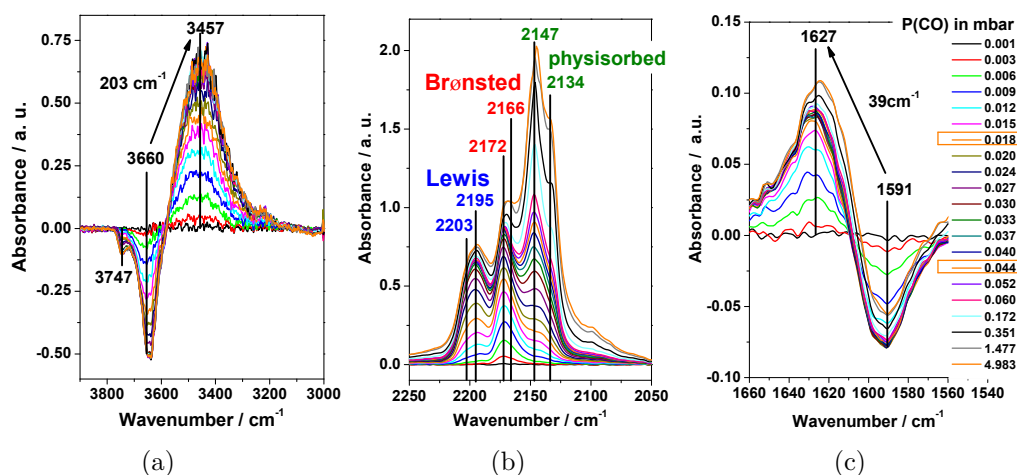 3457
203 cm⁻¹
3660
3747
Absorbance / a. u.
0.75
0.50
0.25
0.00
-0.25
-0.50
3800 3600 3400 3200 3000
Wavenumber / cm⁻¹
(a)
2147
physisorbed
2134
Brønsted
2166
2172
Lewis
2195
2203
Absorbance / a.u.
2.0
1.5
1.0
0.5
0.0
2250 2200 2150 2100 2050
Wavenumber / cm⁻¹
(b)
1627
39cm⁻¹
1591
Absorbance / a.u.
0.15
0.10
0.05
0.00
-0.05
-0.10
1660 1640 1620 1600 1580 1560 1540
Wavenumber / cm⁻¹
(c)
P(CO) in mbar
0.001
0.003
0.006
0.009
0.012
0.015
0.018
0.020
0.024
0.027
0.030
0.033
0.037
0.040
0.044
0.052
0.060
0.172
0.351
1.477
4.983